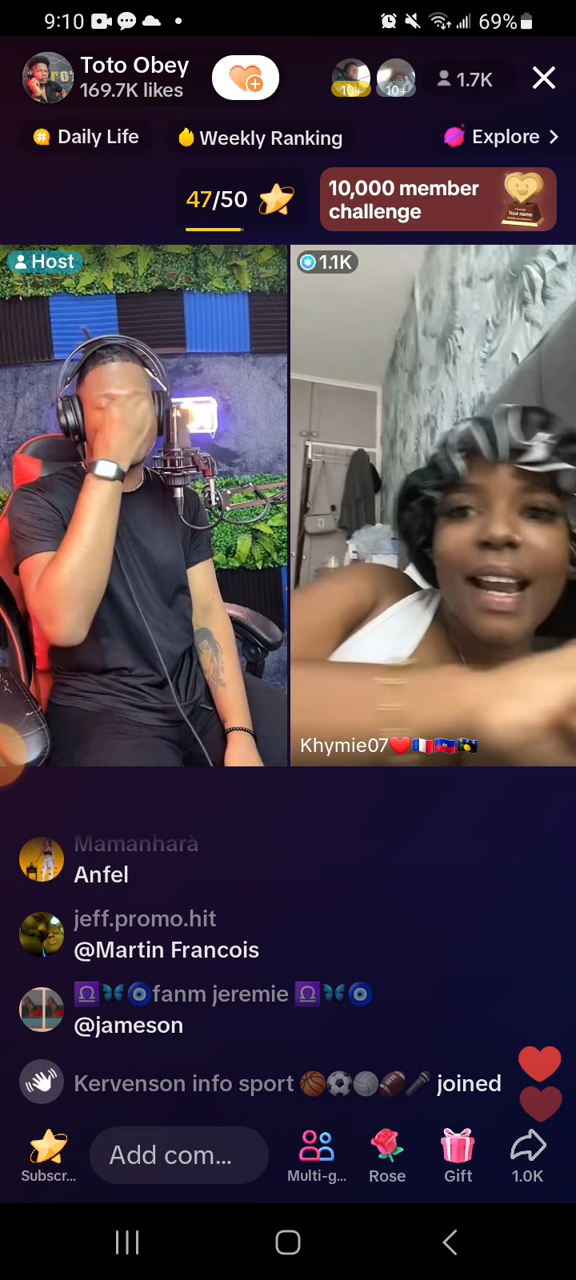 9:10
69%
Toto Obey
169.7K likes
10+
10+
1.7K
Daily Life
Weekly Ranking
Explore
47/50
10,000 member
challenge
Host
1.1K
Khymie07❤️🇫🇷🇭🇹🇬🇵
Mamanharà
Anfel
jeff.promo.hit
@Martin Francois
♎🦋🧿fanm jeremie ♎🦋🧿
@jameson
Kervenson info sport 🏀⚽🏐🏈🎤 joined
Add com...
Subscr...
Multi-g...
Rose
Gift
1.0K